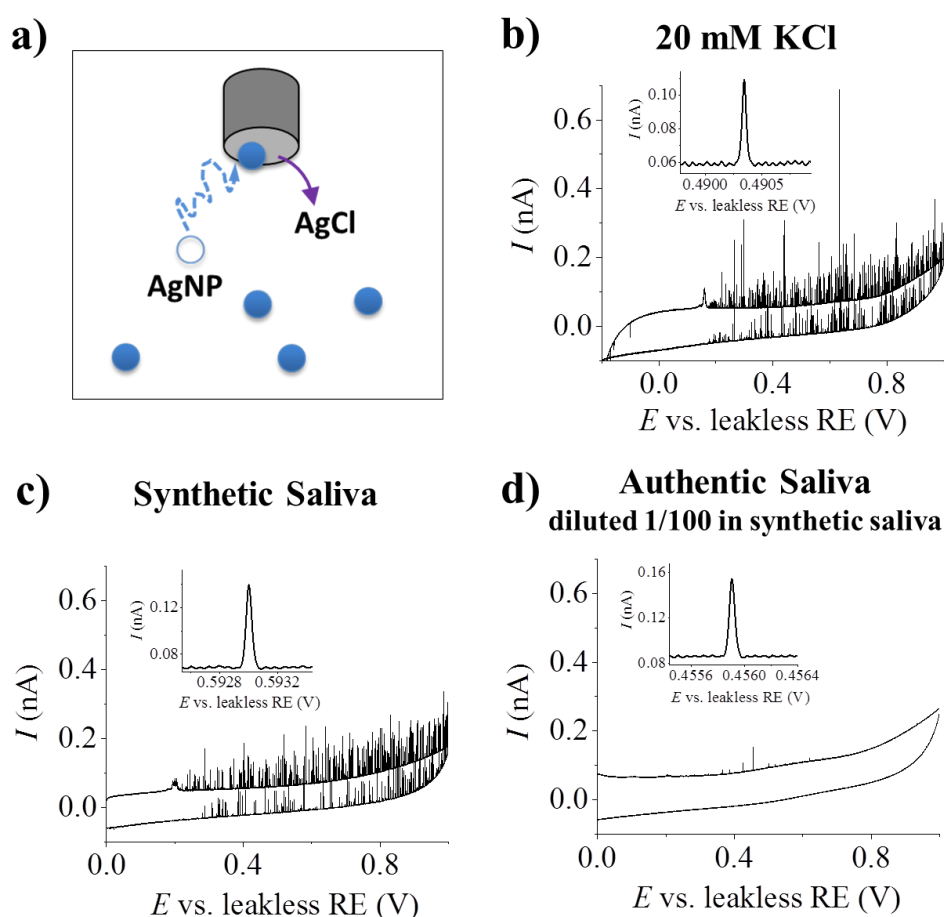 a)
AgCl
AgNP
b)
20 mM KCl
0.6
0.4
0.2
0.0
I (nA)
0.0
0.4
0.8
E vs. leakless RE (V)
0.10
0.08
0.06
I (nA)
0.4900
0.4905
E vs. leakless RE (V)
c)
Synthetic Saliva
0.6
0.4
0.2
0.0
I (nA)
0.0
0.4
0.8
E vs. leakless RE (V)
0.12
0.08
I (nA)
0.5928
0.5932
E vs. leakless RE (V)
d)
Authentic Saliva
diluted 1/100 in synthetic saliva
0.6
0.4
0.2
0.0
I (nA)
0.0
0.4
0.8
E vs. leakless RE (V)
0.16
0.12
0.08
I (nA)
0.4556
0.4560
0.4564
E vs. leakless RE (V)